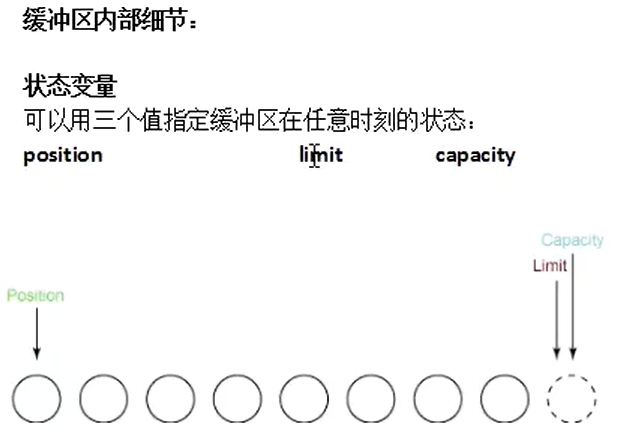 缓冲区内部细节：
状态变量
可以用三个值指定缓冲区在任意时刻的状态：
position limit capacity
Capacity
Limit
Position